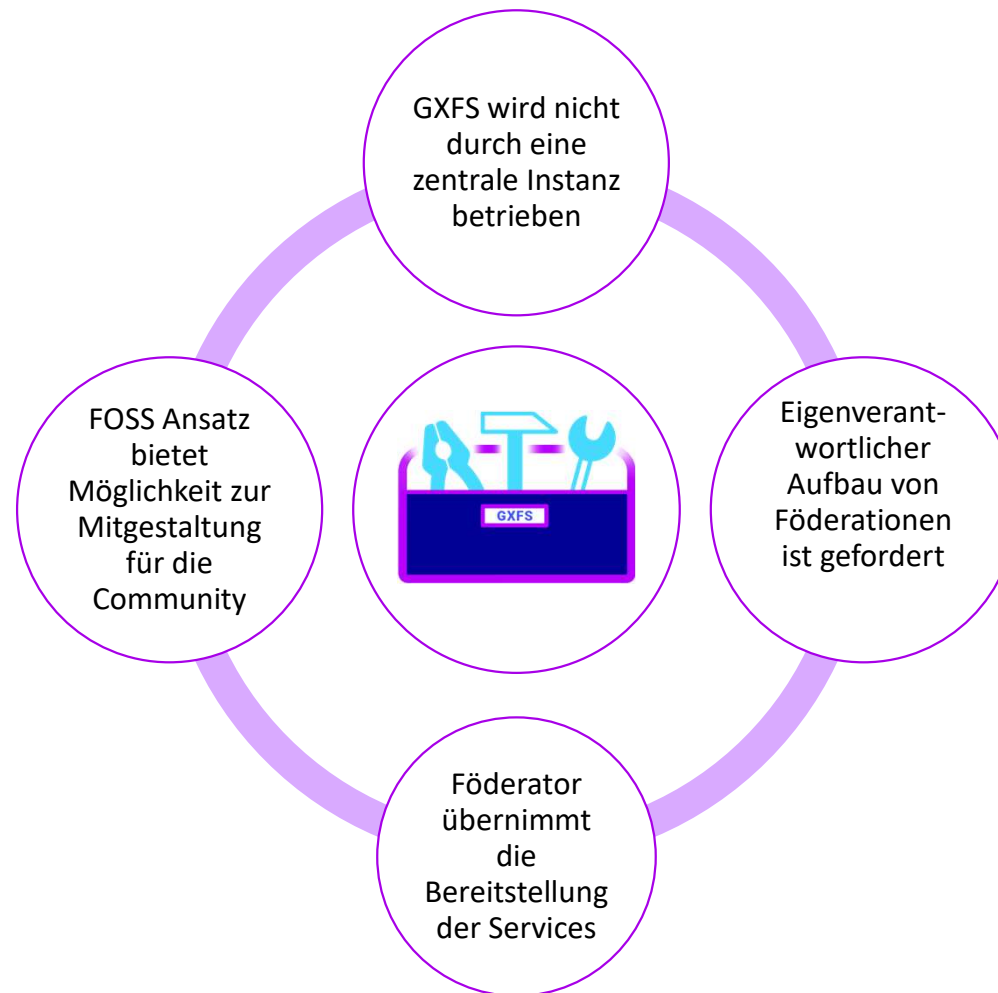 GXFS wird nicht
durch eine
zentrale Instanz
betrieben
FOSS Ansatz
bietet
Möglichkeit zur
Mitgestaltung
für die
Community
GXFS
Eigenverant-
wortlicher
Aufbau von
Föderationen
ist gefordert
Föderator
übernimmt
die
Bereitstellung
der Services